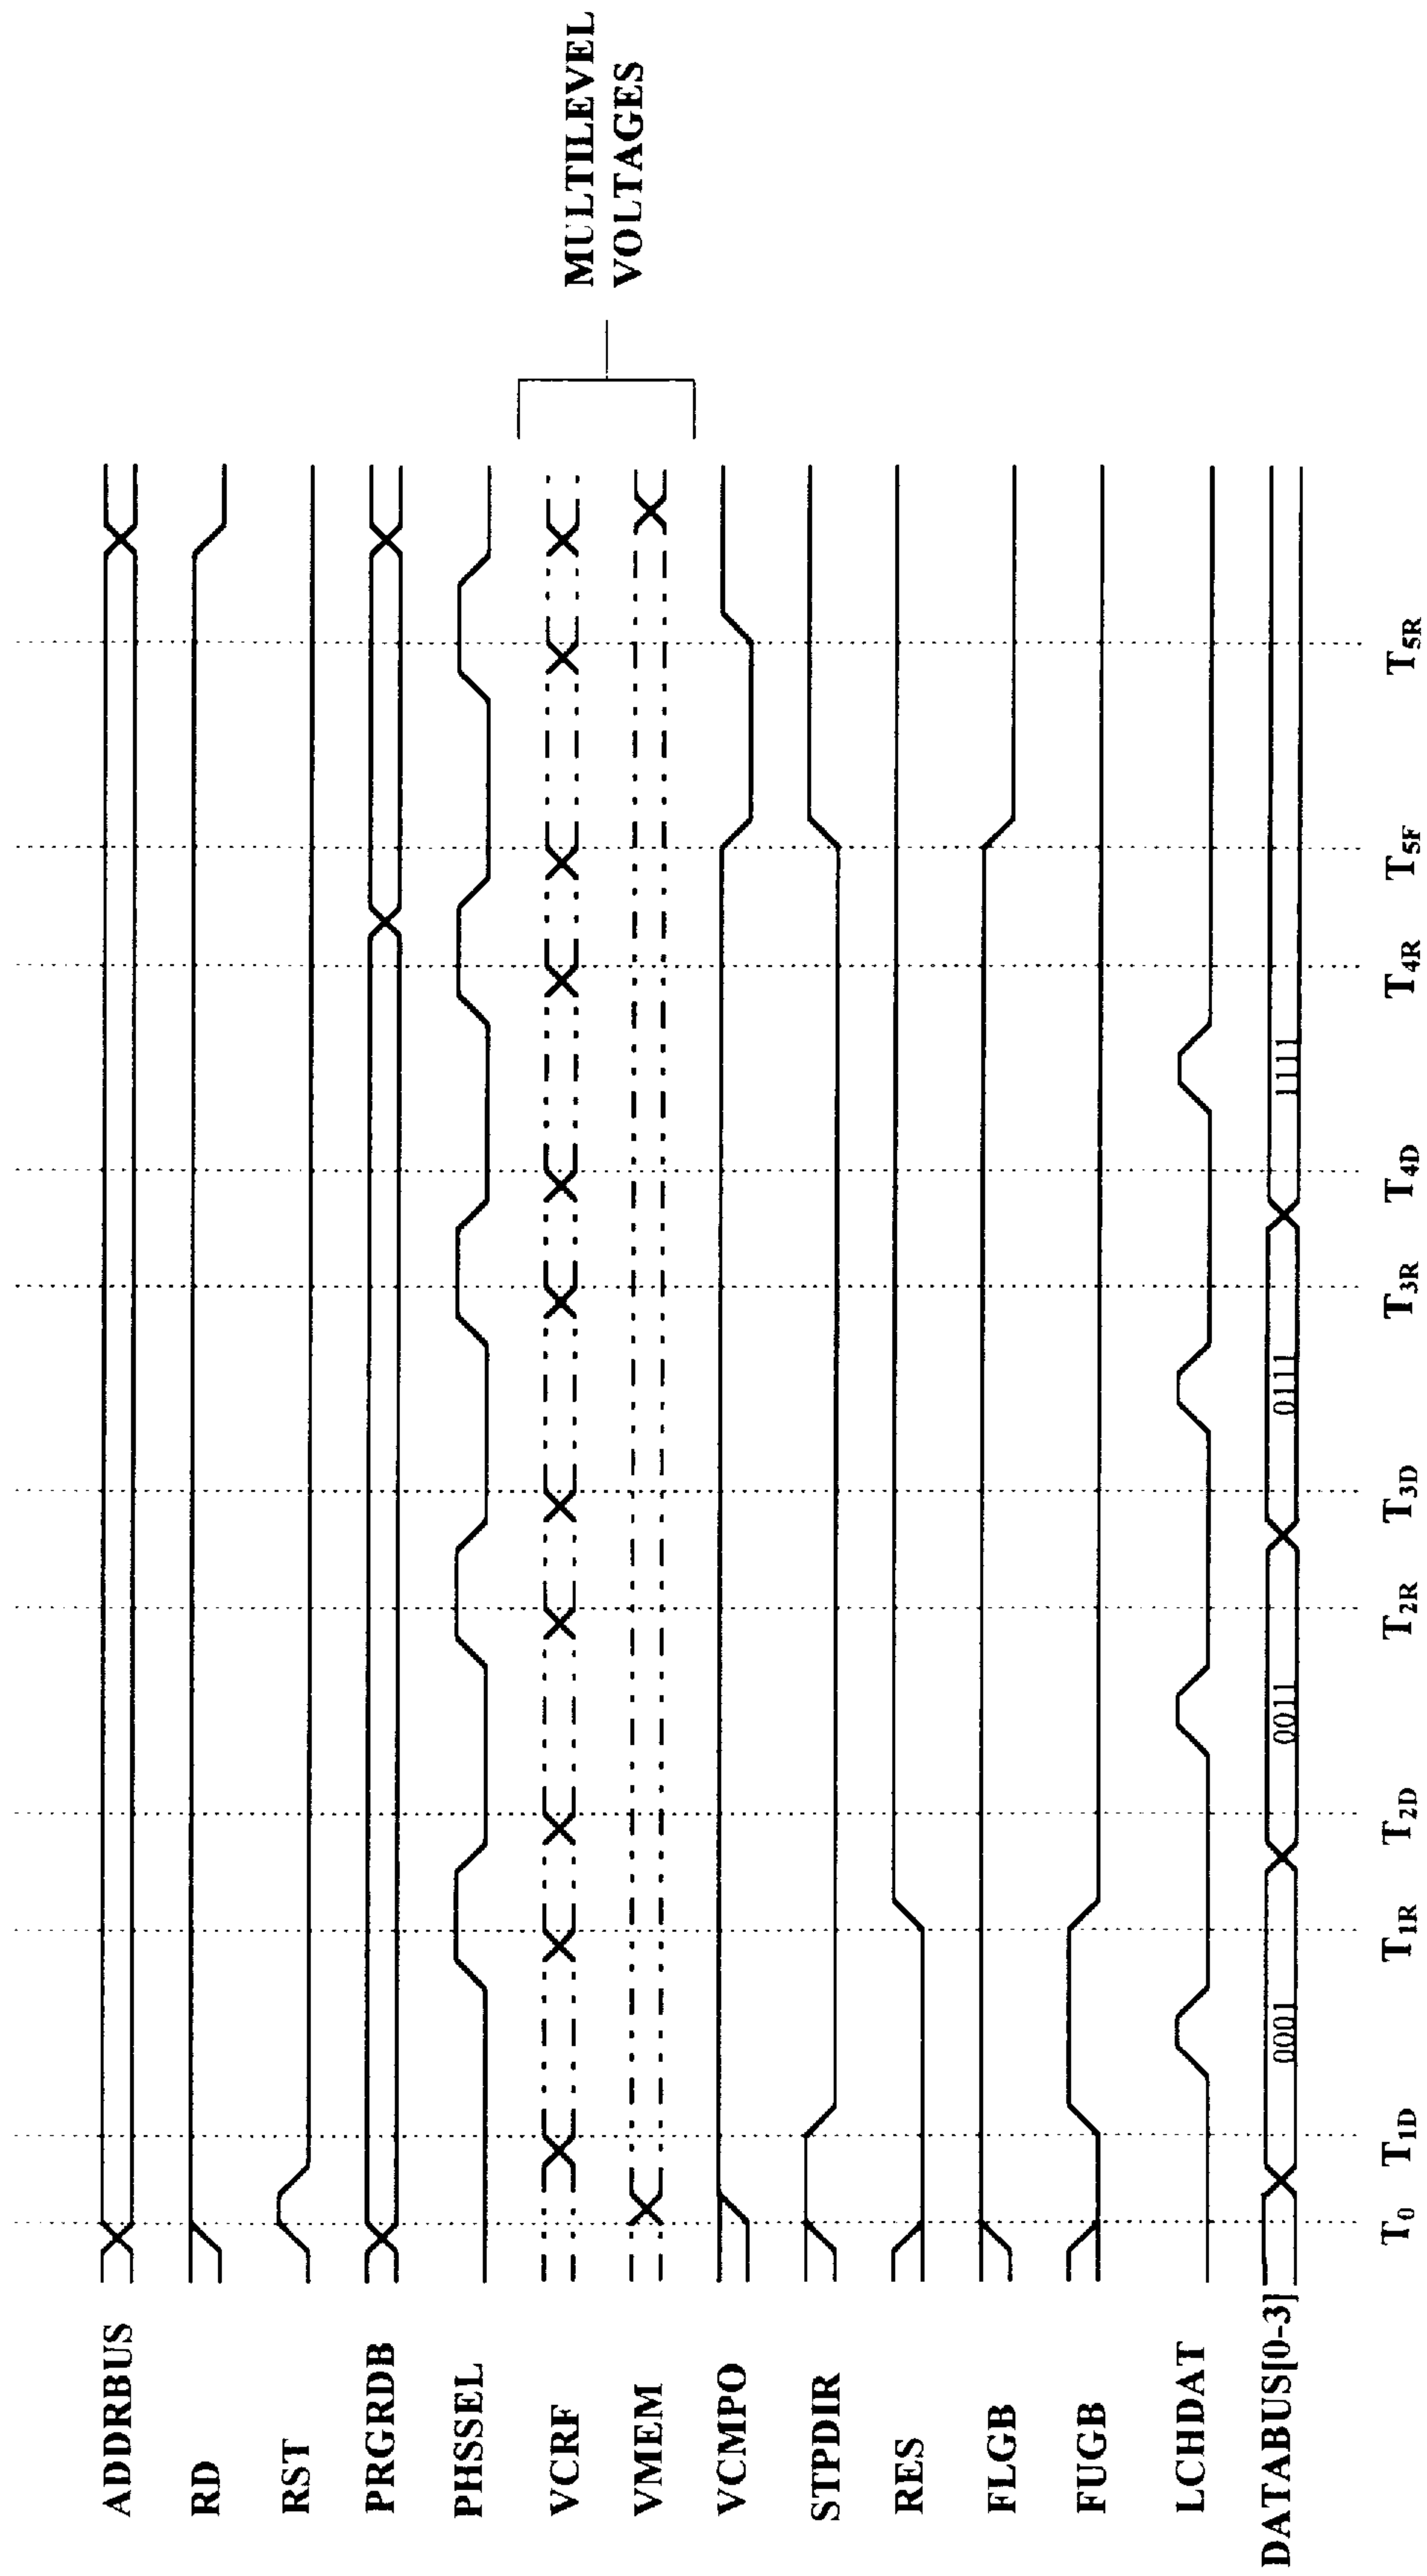 ADDRBUS
RD
RST
PRGRDB
PHSSEL
VCRF
VMEM
VCMPO
STPDIR
RES
FLGB
FUGB
LCHDAT
DATABUS[0-3]
0001
0011
0111
1111
MULTILEVEL
VOLTAGES
T0
T1D
T1R
T2D
T2R
T3D
T3R
T4D
T4R
T5F
T5R